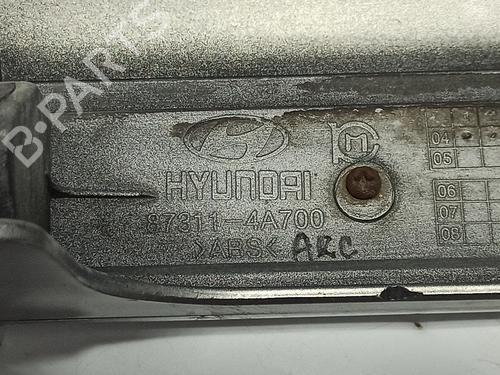 B-PARTS
HYUNDAI
87311-4A700
>ABS< ARC
04
05
06
07
08